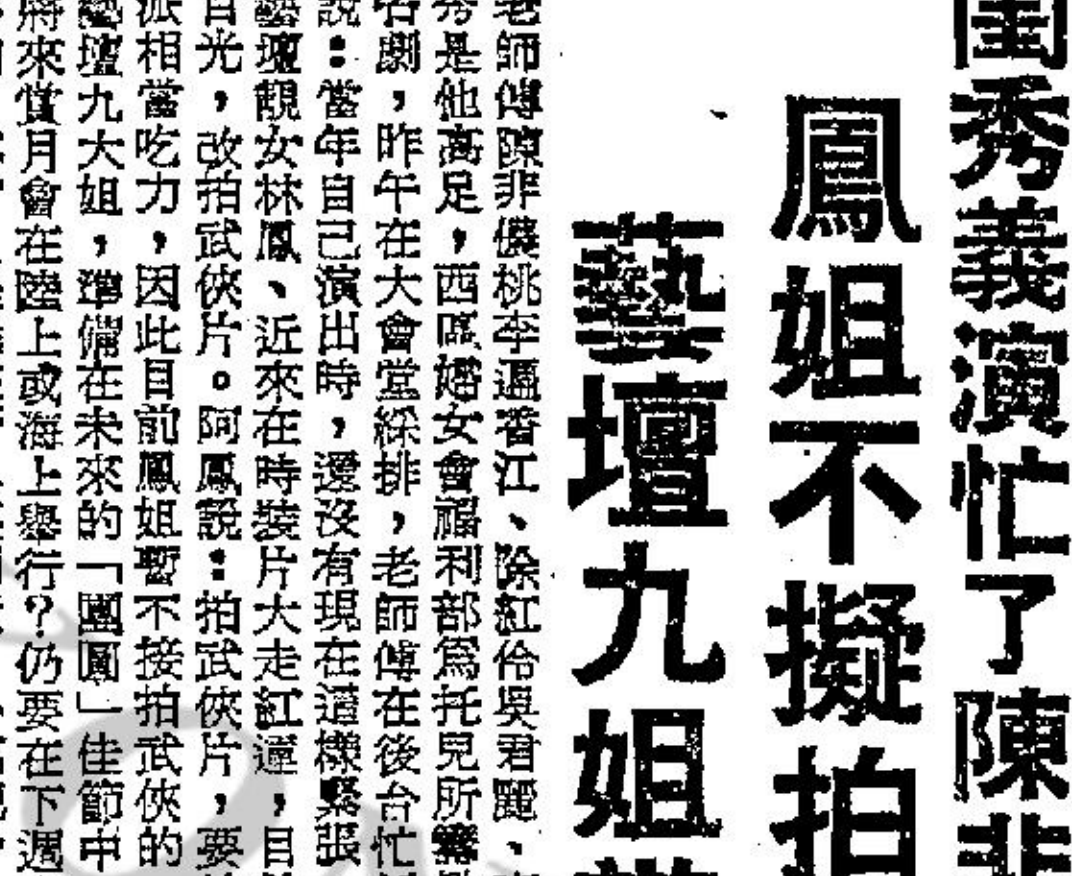 閨秀義演忙了陳非
鳳姐不擬拍
藝壇九姐
老師傅陳非儂桃李遍香江、除紅伶吳君麗、
秀是他高足，西區婦女會福利部為托兒所籌
名劇，昨午在大會堂綵排，老師傅在後台忙
說：當年自己演出時，還沒有現在這樣緊張
藝壇靚女林鳳、近來在時裝片大走紅運，目
目光，改拍武俠片。阿鳳說：拍武俠片，要
派相當吃力，因此目前鳳姐暫不接拍武俠的
藝壇九大姐，準備在未來的「團圓」佳節中
將來賞月會在陸上或海上舉行？仍要在下週